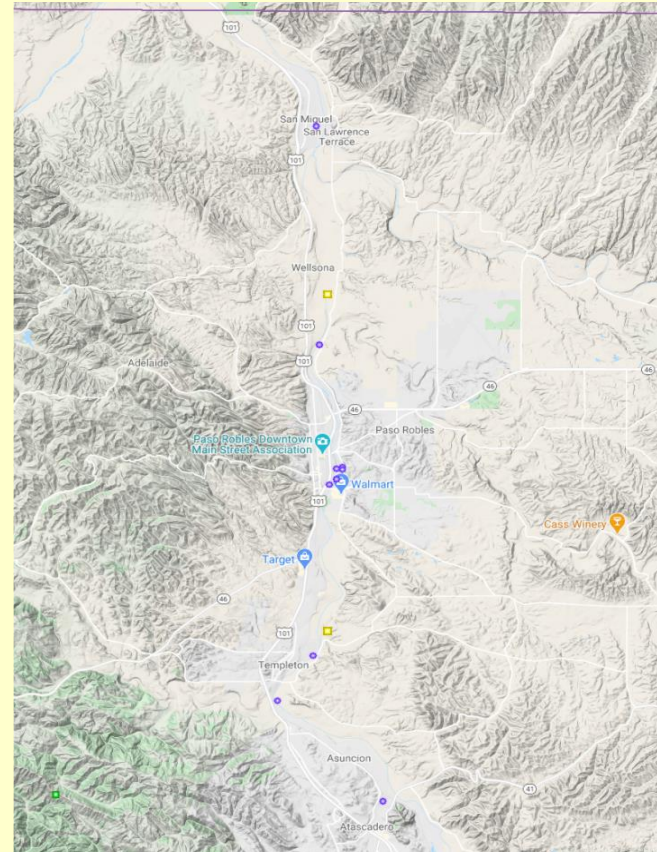 101
San Miguel
San Lawrence
Terrace
101
Wellsona
101
101
Adelaide
46
46
46
Paso Robles
Paso Robles Downtown
Main Street Association
Walmart
101
Cass Winery
Target
46
101
Templeton
Asuncion
41
Atascadero